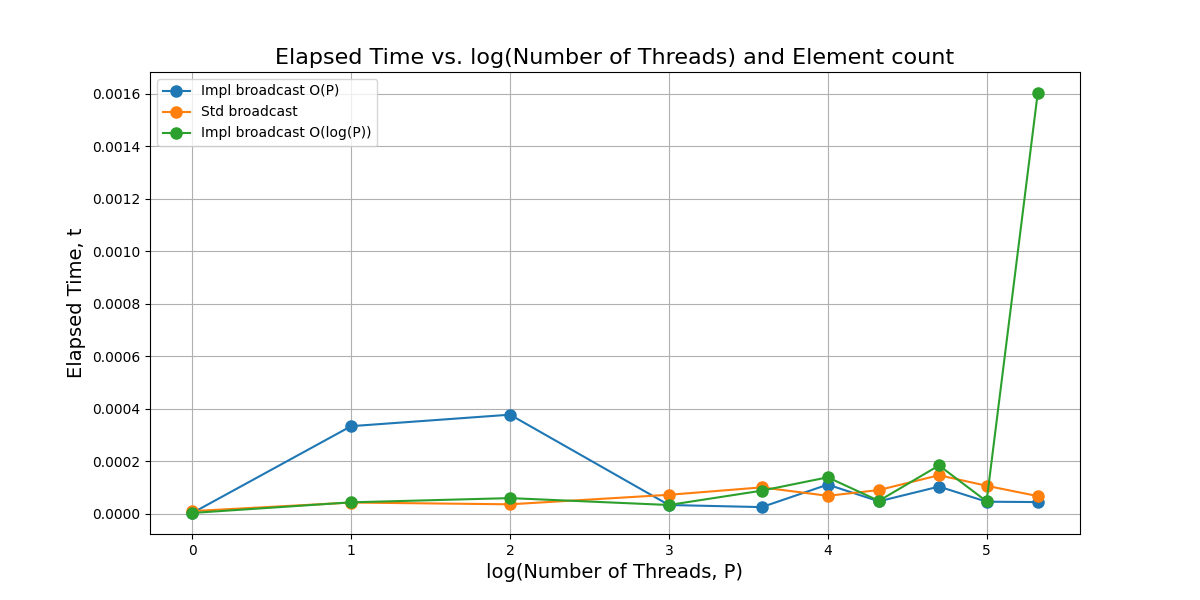 Elapsed Time vs. log(Number of Threads) and Element count
Impl broadcast O(P)
Std broadcast
Impl broadcast O(log(P))
Elapsed Time, t
0.0016
0.0014
0.0012
0.0010
0.0008
0.0006
0.0004
0.0002
0.0000
0 1 2 3 4 5
log(Number of Threads, P)